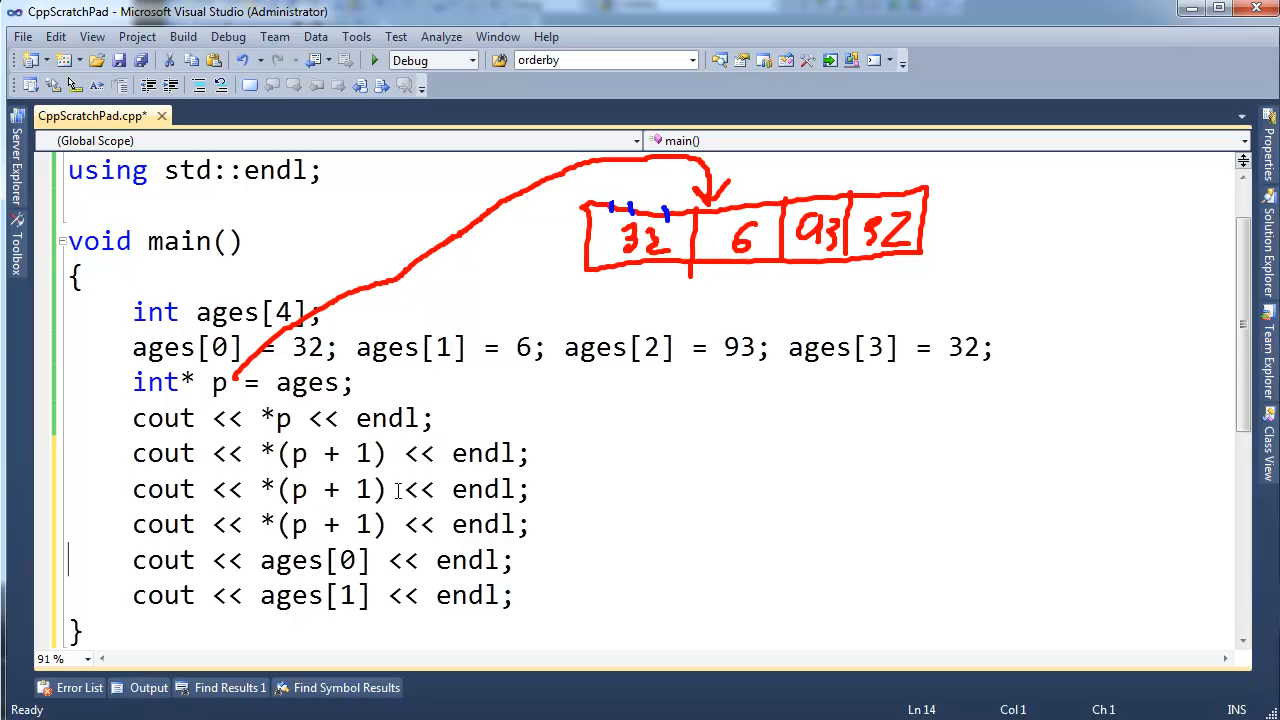 CppScratchPad - Microsoft Visual Studio (Administrator)
File Edit View Project Build Debug Team Data Tools Test Analyze Window Help
Debug orderby
CppScratchPad.cpp*
(Global Scope) main()
using std::endl;
void main()
{
int ages[4];
ages[0] = 32; ages[1] = 6; ages[2] = 93; ages[3] = 32;
int* p = ages;
cout << *p << endl;
cout << *(p + 1) << endl;
cout << *(p + 1) << endl;
cout << *(p + 1) << endl;
cout << ages[0] << endl;
cout << ages[1] << endl;
}
32 6 93 32
91 %
Error List Output Find Results 1 Find Symbol Results
Ready Ln 14 Col 1 Ch 1 INS
Server Explorer
Toolbox
Properties
Solution Explorer
Team Explorer
Class View